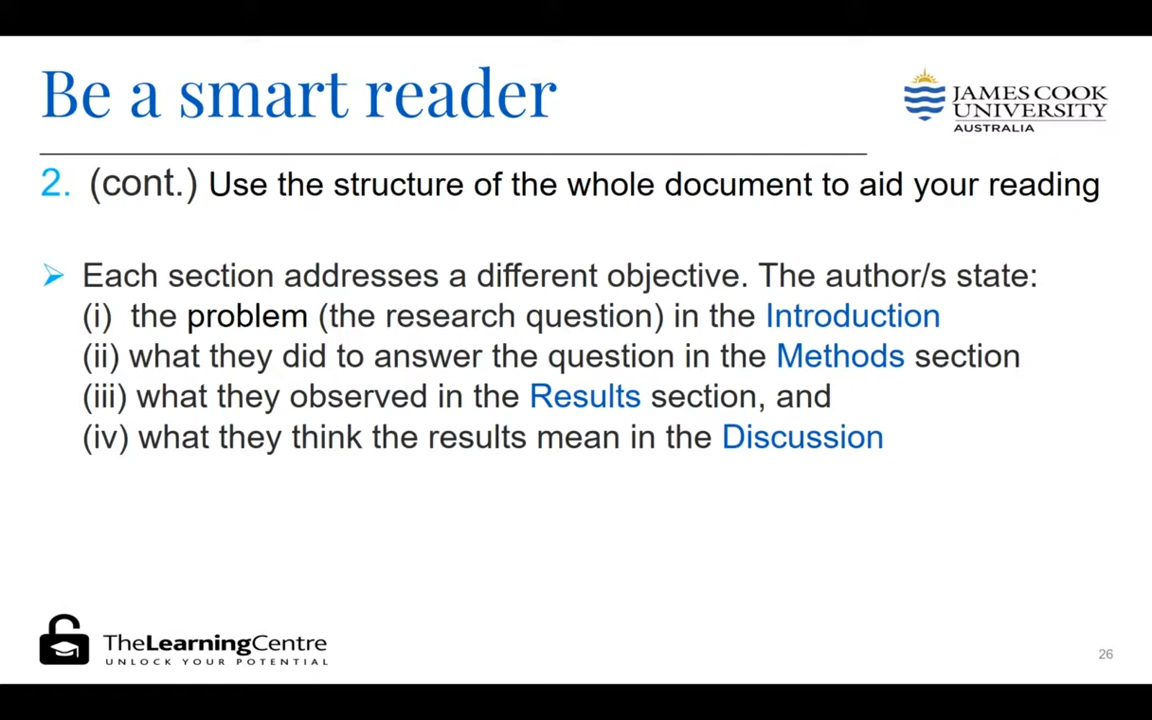 Be a smart reader
JAMES COOK
UNIVERSITY
AUSTRALIA
2. (cont.) Use the structure of the whole document to aid your reading
Each section addresses a different objective. The author/s state:
(i) the problem (the research question) in the Introduction
(ii) what they did to answer the question in the Methods section
(iii) what they observed in the Results section, and
(iv) what they think the results mean in the Discussion
TheLearningCentre
UNLOCK YOUR POTENTIAL
26